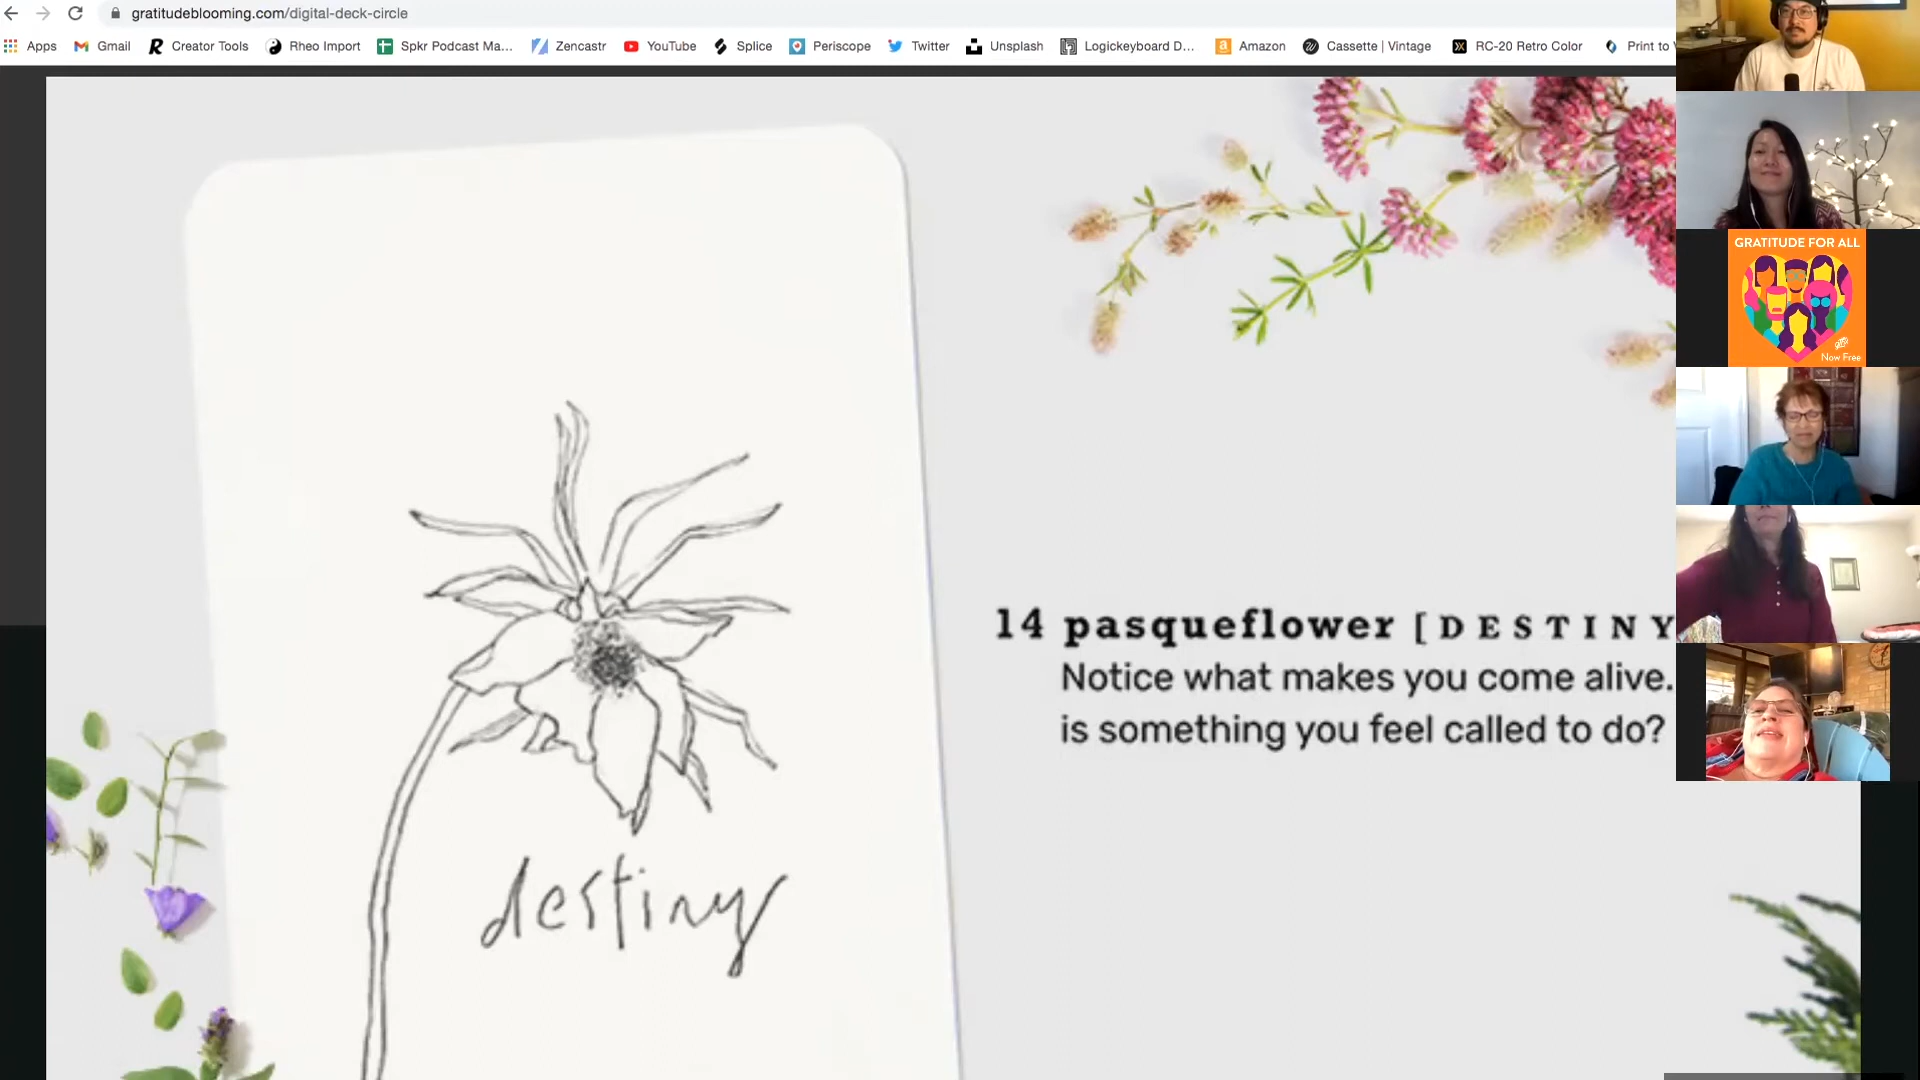 gratitudeblooming.com/digital-deck-circle
Apps Gmail Creator Tools Rheo Import Spkr Podcast Ma... Zencastr YouTube Splice Periscope Twitter Unsplash Logickeyboard D... Amazon Cassette | Vintage RC-20 Retro Color Print to
GRATITUDE FOR ALL
Now Free
14 pasqueflower [DESTINY
Notice what makes you come alive.
is something you feel called to do?
destiny